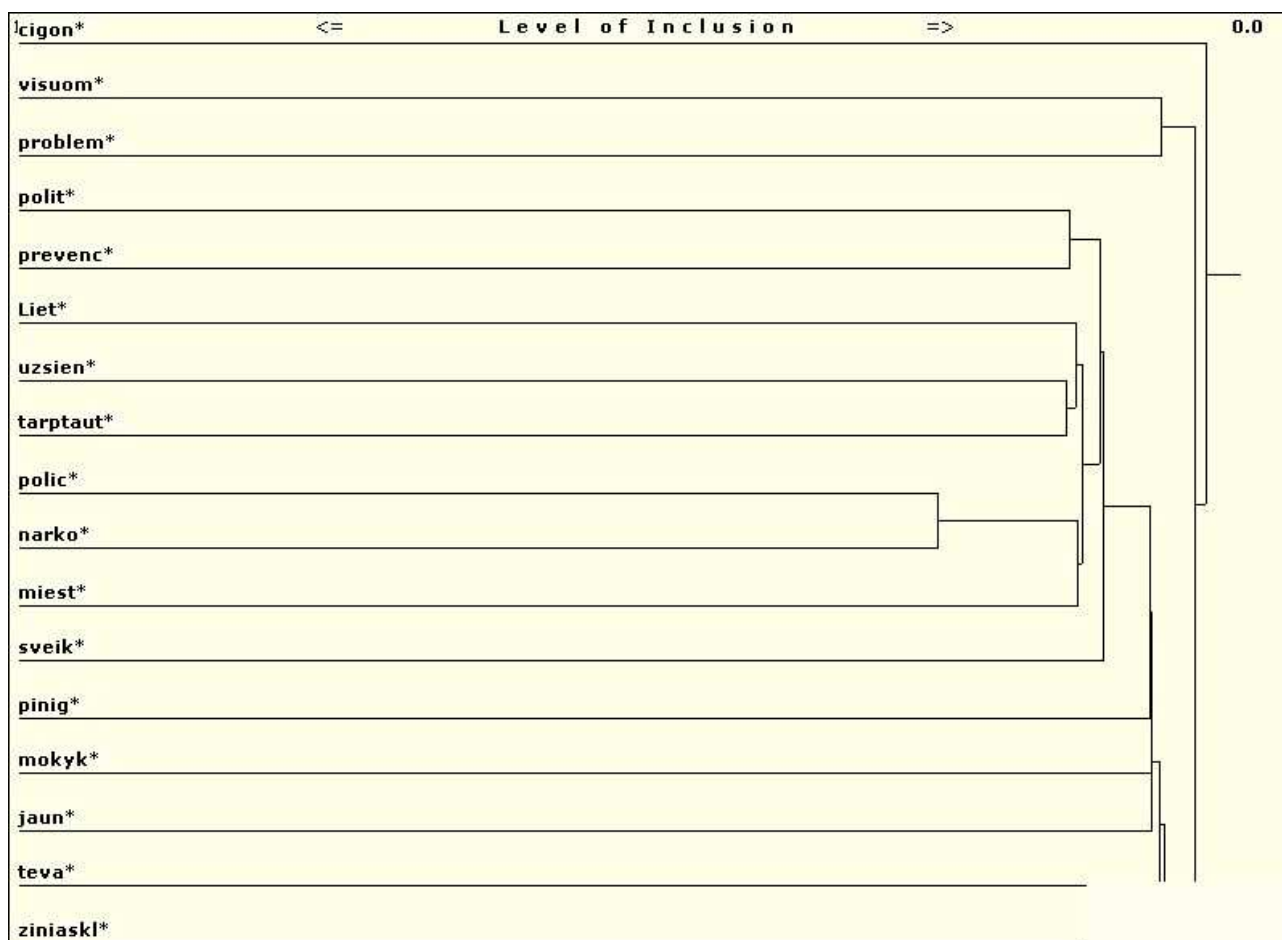 cigon* <= Level of Inclusion => 0.0
visuom*
problem*
polit*
prevenc*
Liet*
uzsien*
tarptaut*
polic*
narko*
miest*
sveik*
pinig*
mokyk*
jaun*
teva*
ziniaskl*